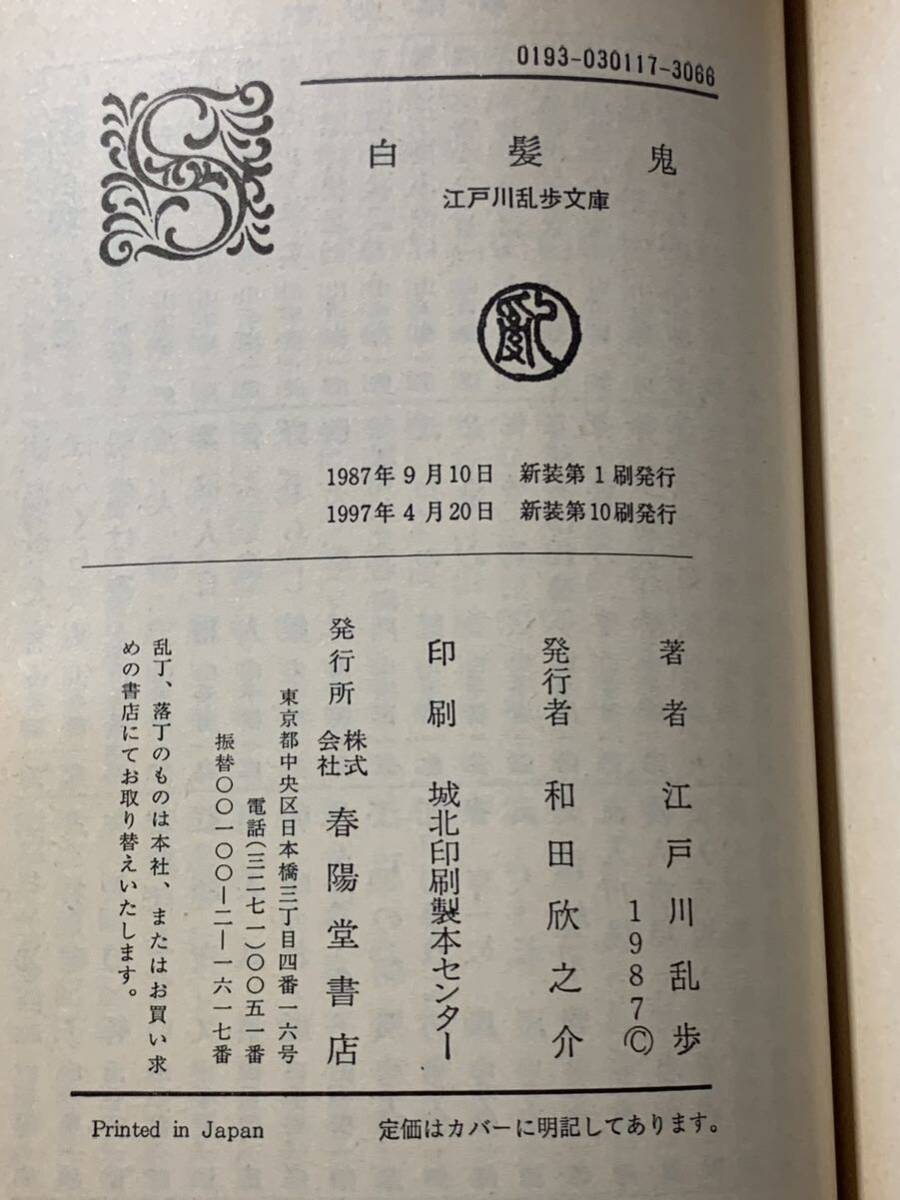 0193-030117-3066
白髪鬼
江戸川乱歩文庫
乱
1987年9月10日 新装第1刷発行
1997年4月20日 新装第10刷発行
著者 江戸川乱歩
1987©
発行者 和田欣之介
印刷 城北印刷製本センター
発行所 株式会社 春陽堂書店
東京都中央区日本橋三丁目四番一六号
電話(三二七一)〇〇五一番
振替〇〇一〇〇―二―一六一七番
乱丁、落丁のものは本社、またはお買い求
めの書店にてお取り替えいたします。
Printed in Japan
定価はカバーに明記してあります。